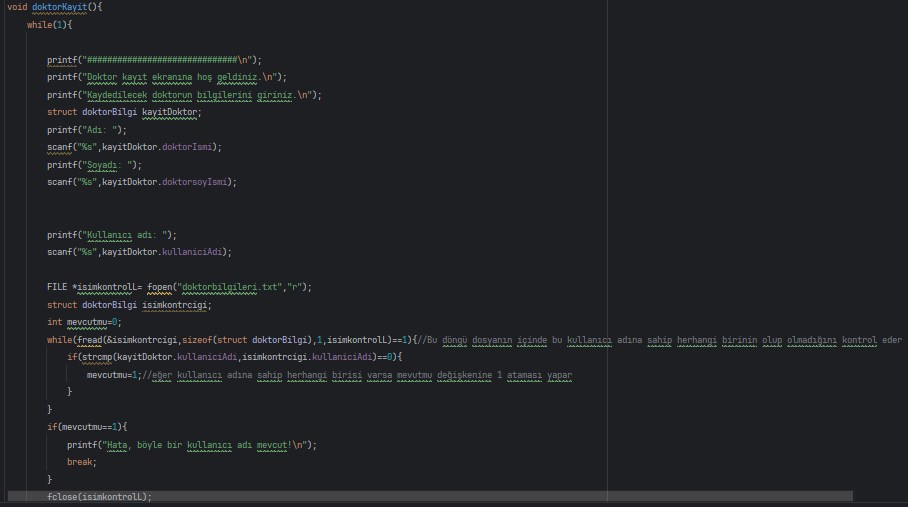 void doktorKayit(){
while(1){
printf("##############################\n");
printf("Doktor kayıt ekranına hoş geldiniz.\n");
printf("Kaydedilecek doktorun bilgilerini giriniz.\n");
struct doktorBilgi kayitDoktor;
printf("Adı: ");
scanf("%s",kayitDoktor.doktorIsmi);
printf("Soyadı: ");
scanf("%s",kayitDoktor.doktorsoyIsmi);
printf("Kullanıcı adı: ");
scanf("%s",kayitDoktor.kullaniciAdi);
FILE *isimkontrolL= fopen("doktorbilgileri.txt","r");
struct doktorBilgi isimkontrcigi;
int mevcutmu=0;
while(fread(&isimkontrcigi,sizeof(struct doktorBilgi),1,isimkontrolL)==1){//Bu döngü dosyanın içinde bu kullanıcı adına sahip herhangi birinin olup olmadığını kontrol eder
if(strcmp(kayitDoktor.kullaniciAdi,isimkontrcigi.kullaniciAdi)==0){
mevcutmu=1;//eğer kullanıcı adına sahip herhangi birisi varsa mevutmu değişkenine 1 ataması yapar
}
}
if(mevcutmu==1){
printf("Hata, böyle bir kullanıcı adı mevcut!\n");
break;
}
fclose(isimkontrolL);